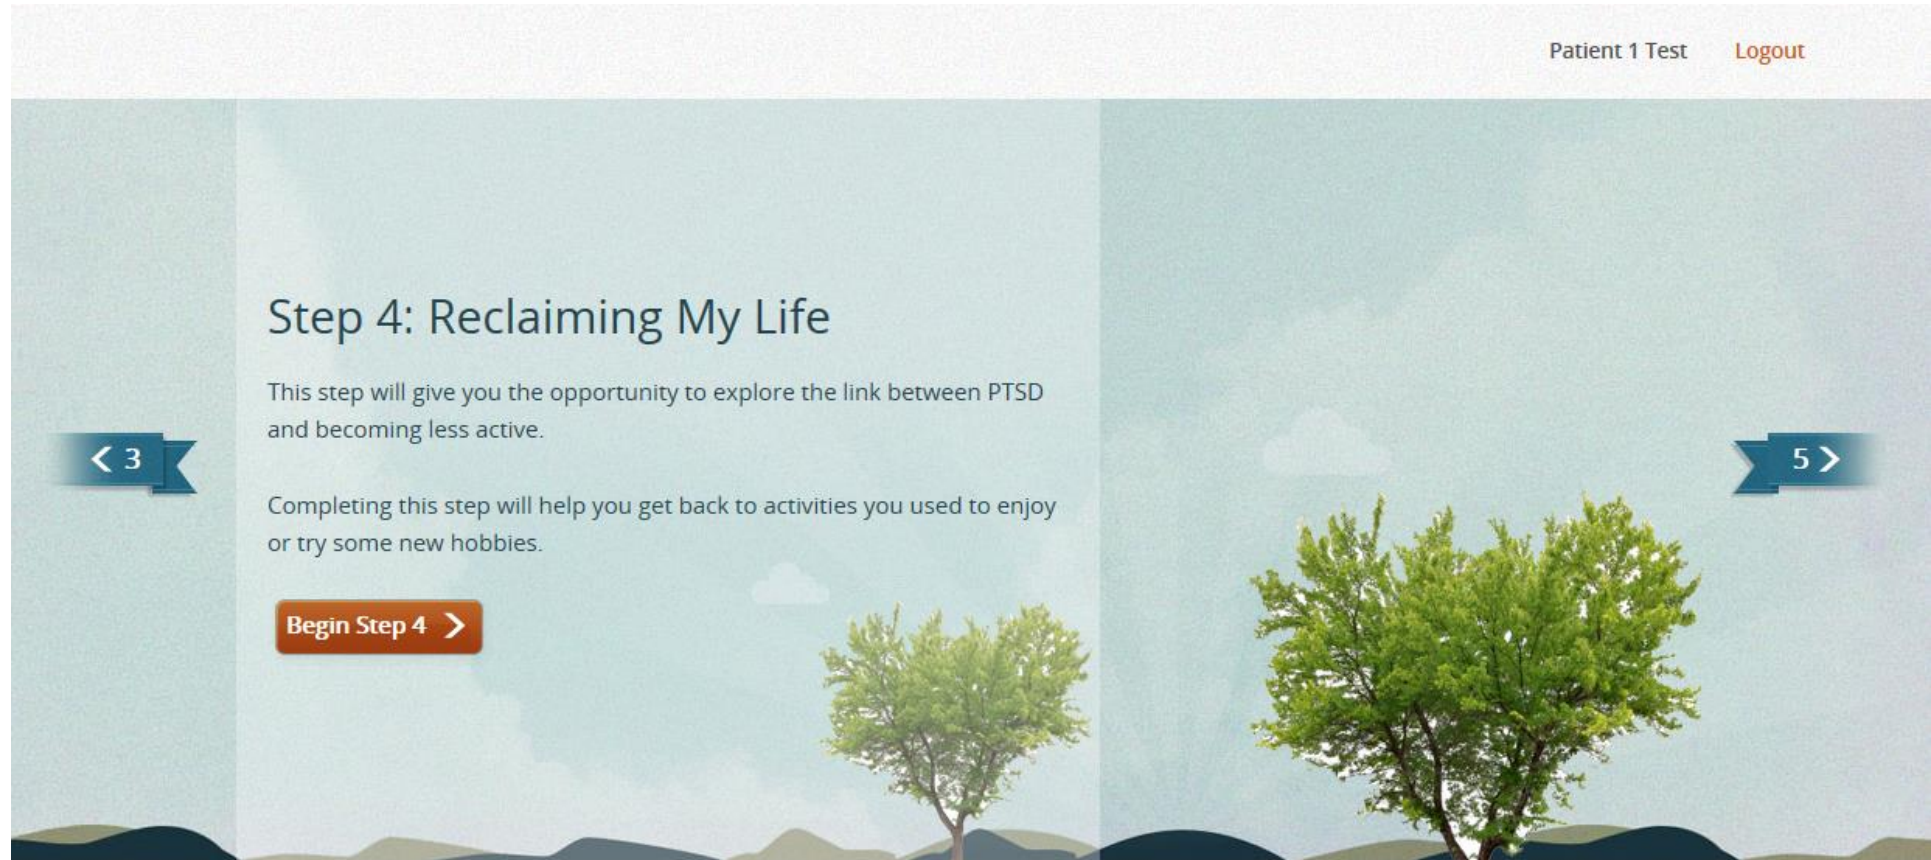 Patient 1 Test Logout
Step 4: Reclaiming My Life
This step will give you the opportunity to explore the link between PTSD
and becoming less active.
3
5
Completing this step will help you get back to activities you used to enjoy
or try some new hobbies.
Begin Step 4